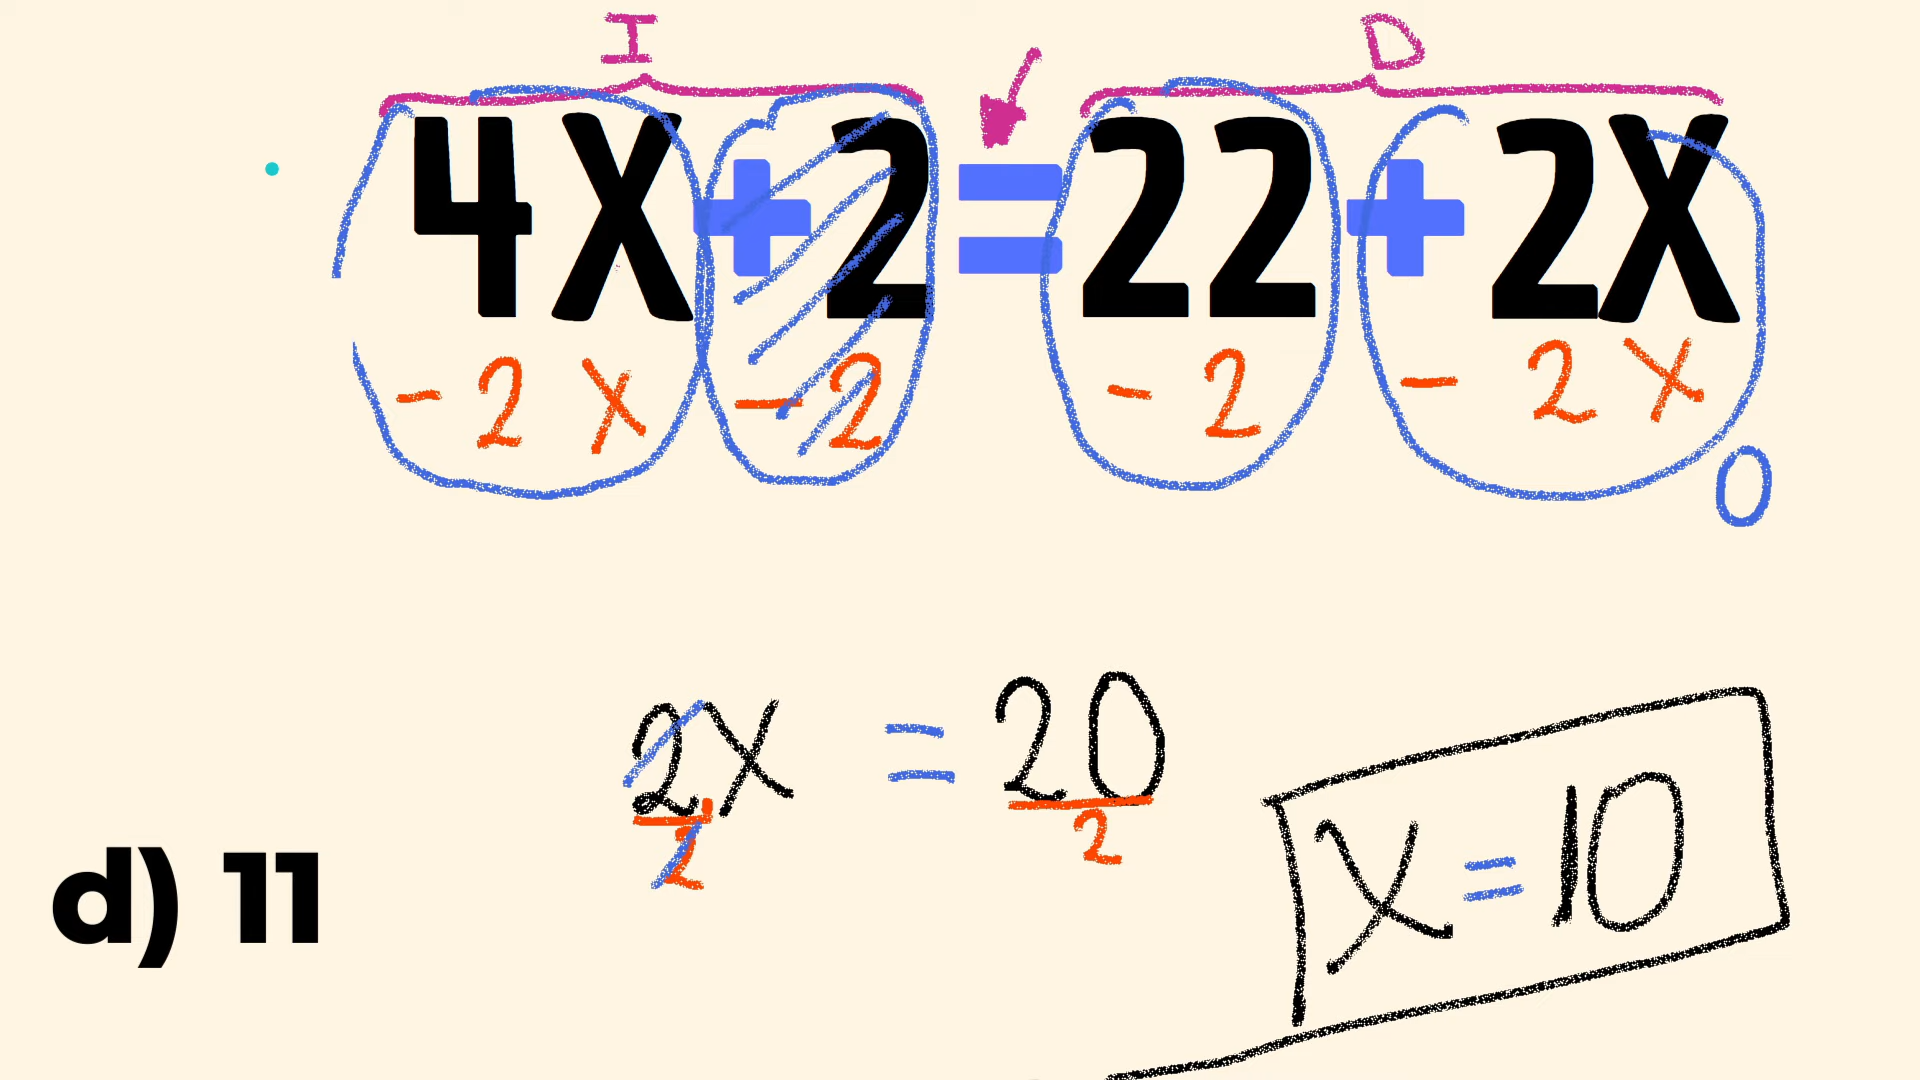 I D
4X + 2 = 22 + 2X
- 2x - 2 - 2 - 2x
0
2x = 20
2 2
x = 10
d) 11